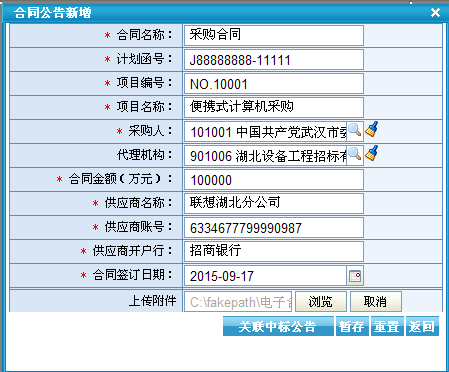 合同公告新增
* 合同名称： 采购合同
* 计划函号： J88888888-11111
* 项目编号： NO.10001
* 项目名称： 便携式计算机采购
* 采购人： 101001 中国共产党武汉市
代理机构： 901006 湖北设备工程招标有
* 合同金额（万元）： 100000
* 供应商名称： 联想湖北分公司
* 供应商账号： 6334677799990987
* 供应商开户行： 招商银行
* 合同签订日期： 2015-09-17
上传附件 C:\fakepath\电子 浏览 取消
关联中标公告 暂存 重置 返回